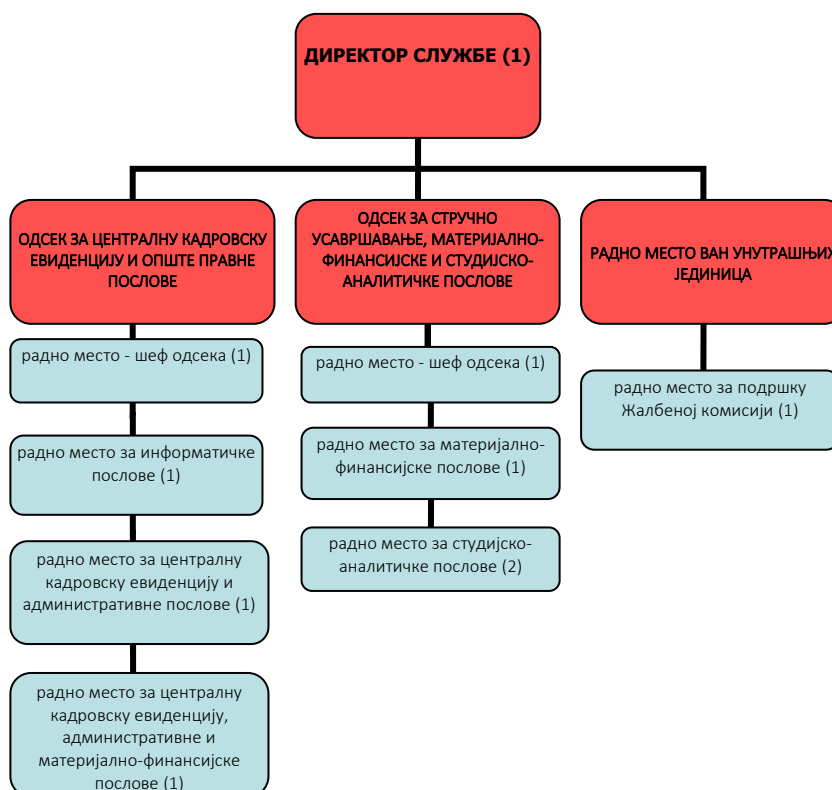 ДИРЕКТОР СЛУЖБЕ (1)
ОДСЕК ЗА ЦЕНТРАЛНУ КАДРОВСКУ
ЕВИДЕНЦИЈУ И ОПШТЕ ПРАВНЕ
ПОСЛОВЕ
радно место - шеф одсека (1)
радно место за информатичке
послове (1)
радно место за централну
кадровску евиденцију и
административне послове (1)
радно место за централну
кадровску евиденцију,
административне и
материјално-финансијске
послове (1)
ОДСЕК ЗА СТРУЧНО
УСАВРШАВАЊЕ, МАТЕРИЈАЛНО-
ФИНАНСИЈСКЕ И СТУДИЈСКО-
АНАЛИТИЧКЕ ПОСЛОВЕ
радно место - шеф одсека (1)
радно место за материјално-
финансијске послове (1)
радно место за студијско-
аналитичке послове (2)
РАДНО МЕСТО ВАН УНУТРАШЊИХ
ЈЕДИНИЦА
радно место за подршку
Жалбеној комисији (1)